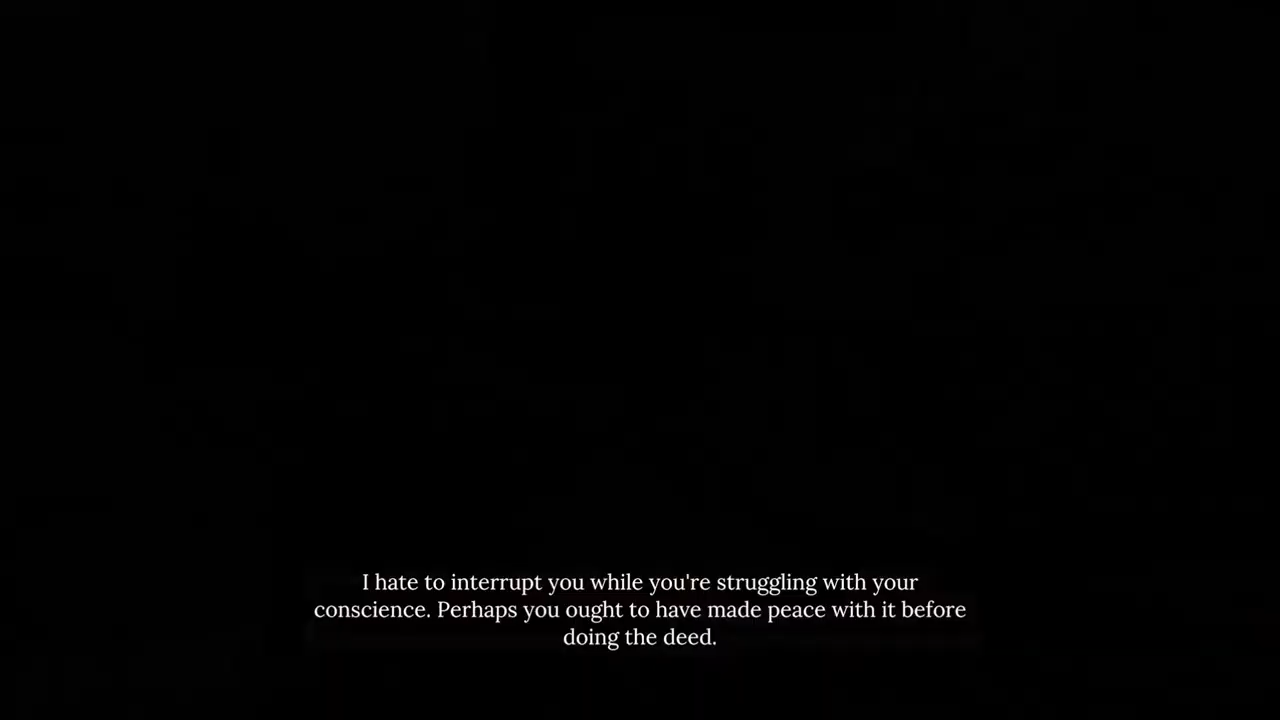 I hate to interrupt you while you're struggling with your
conscience. Perhaps you ought to have made peace with it before
doing the deed.